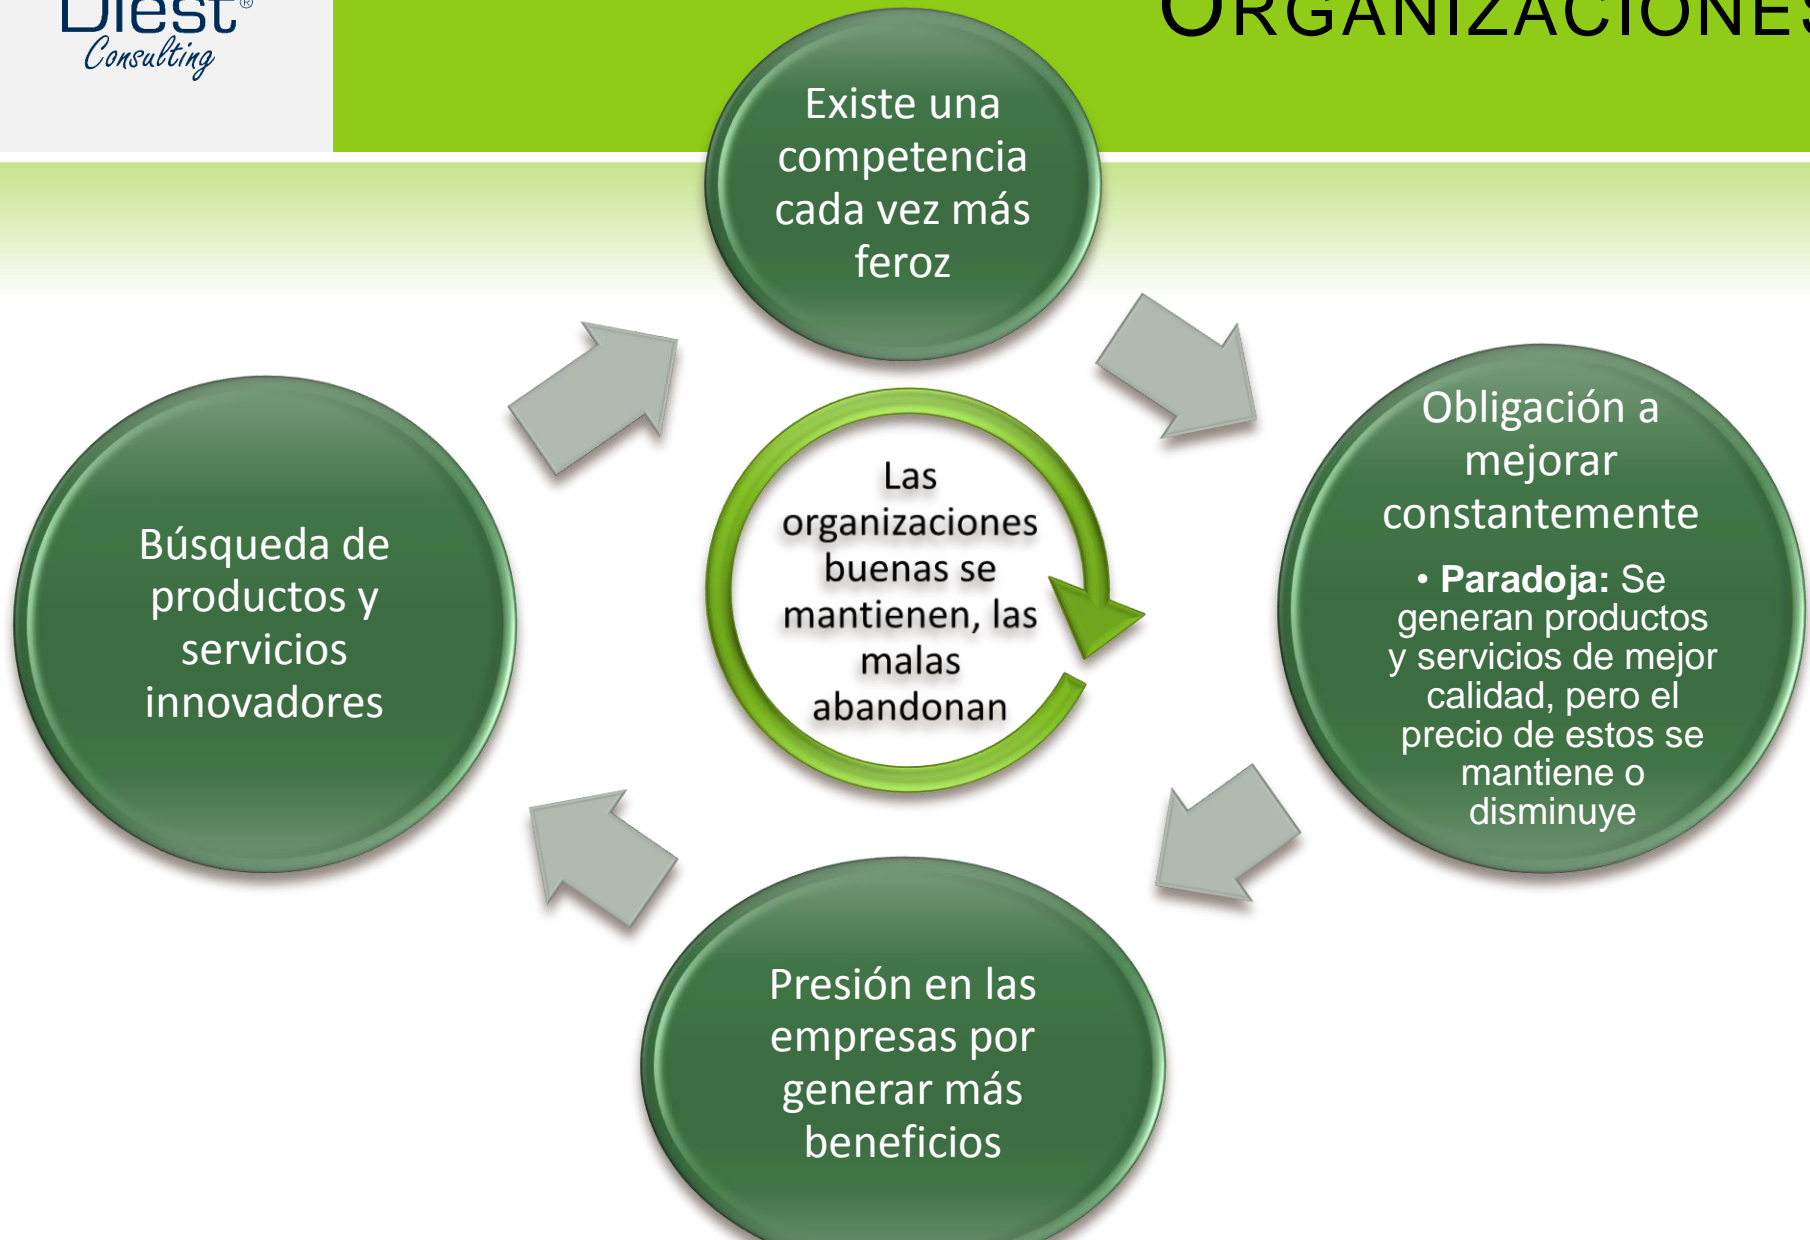 Diest®
Consulting
ORGANIZACIONES
Existe una
competencia
cada vez más
feroz
Obligación a
mejorar
constantemente
• Paradoja: Se
generan productos
y servicios de mejor
calidad, pero el
precio de estos se
mantiene o
disminuye
Las
organizaciones
buenas se
mantienen, las
malas
abandonan
Búsqueda de
productos y
servicios
innovadores
Presión en las
empresas por
generar más
beneficios